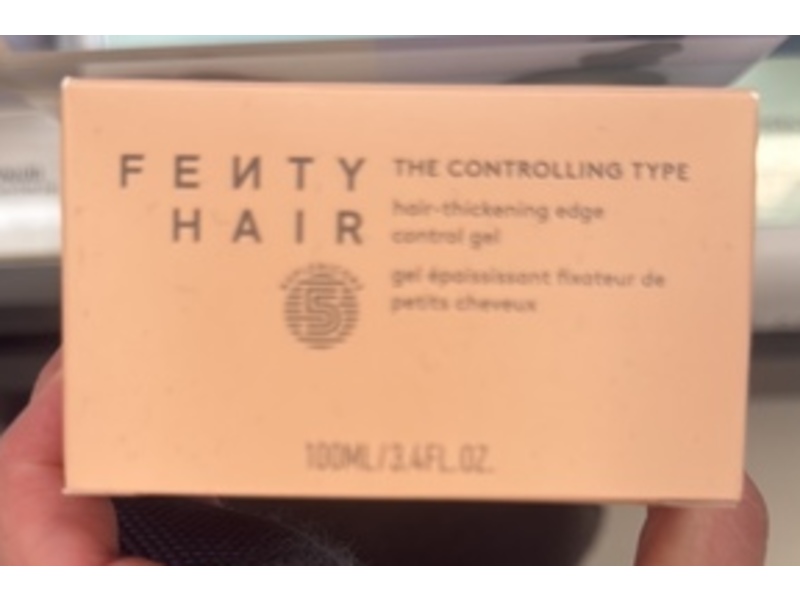 FENTY
HAIR
THE CONTROLLING TYPE
hair-thickening edge
control gel
gel épaississant fixateur de
petits cheveux
5
100ML/3.4FL.OZ.